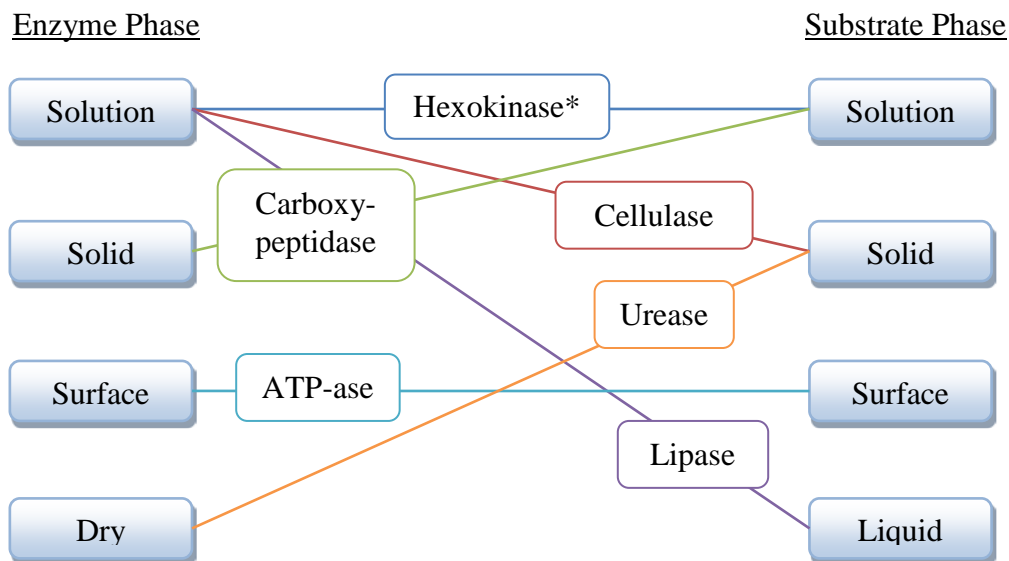 Enzyme Phase
Substrate Phase
Solution
Hexokinase*
Solution
Carboxy-
peptidase
Cellulase
Solid
Solid
Urease
Surface
ATP-ase
Surface
Lipase
Dry
Liquid